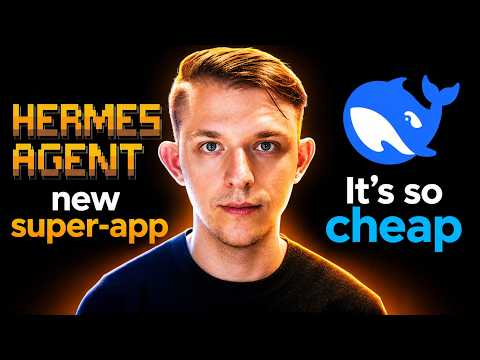 HERMES
AGENT
new
super-app
It's so
cheap